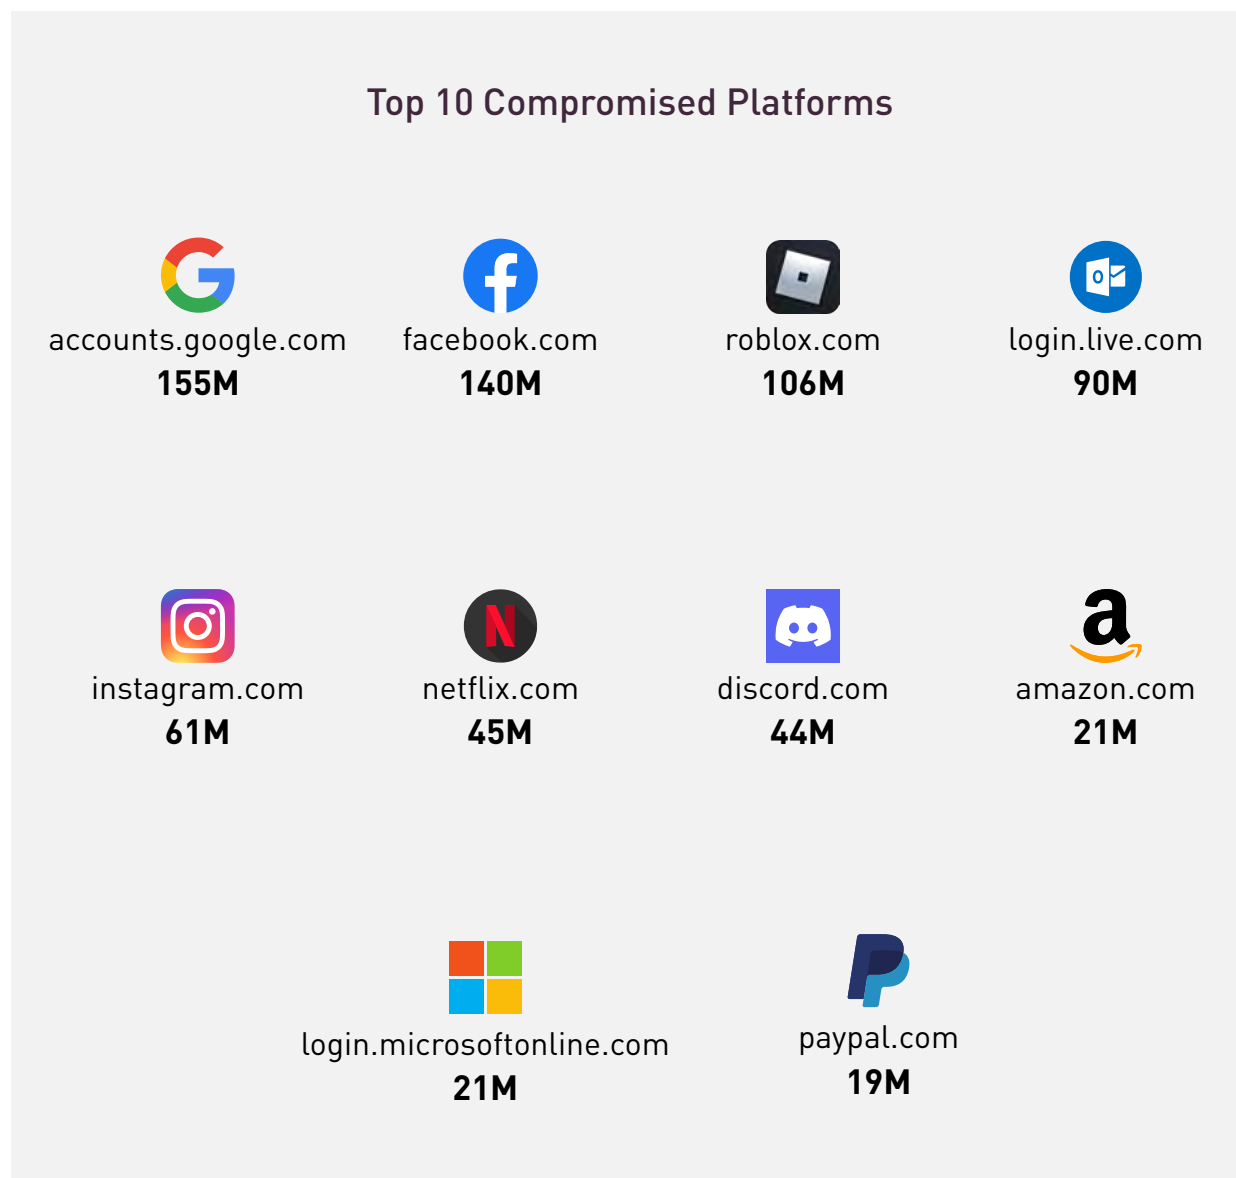 Top 10 Compromised Platforms
accounts.google.com
155M
facebook.com
140M
roblox.com
106M
login.live.com
90M
instagram.com
61M
netflix.com
45M
discord.com
44M
amazon.com
21M
login.microsoftonline.com
21M
paypal.com
19M